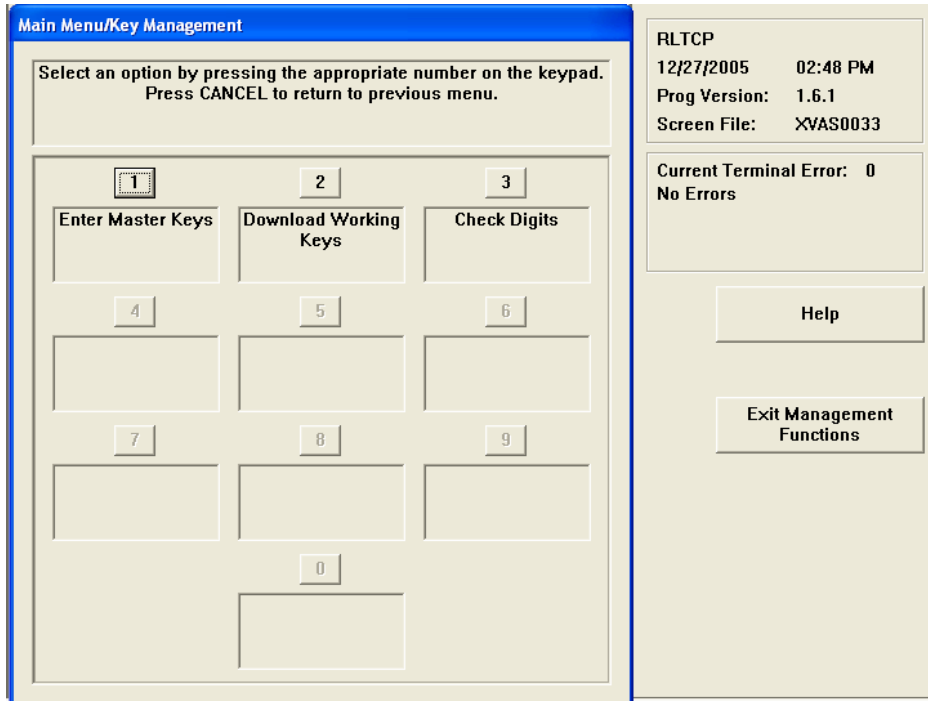 Main Menu/Key Management
Select an option by pressing the appropriate number on the keypad.
Press CANCEL to return to previous menu.
1
2
3
Enter Master Keys
Download Working
Keys
Check Digits
4
5
6
7
8
9
0
RLTCP
12/27/2005 02:48 PM
Prog Version: 1.6.1
Screen File: XVAS0033
Current Terminal Error: 0
No Errors
Help
Exit Management
Functions